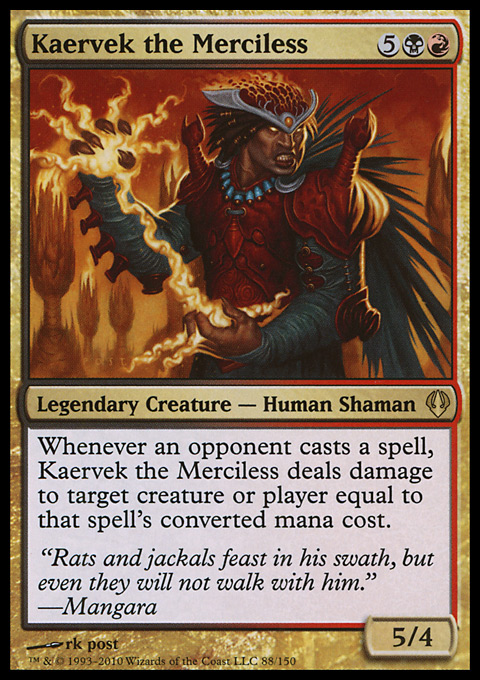 Kaervek the Merciless 5
Legendary Creature — Human Shaman
Whenever an opponent casts a spell,
Kaervek the Merciless deals damage
to target creature or player equal to
that spell's converted mana cost.
“Rats and jackals feast in his swath, but
even they will not walk with him.”
—Mangara
5/4
rk post
™ & © 1993–2010 Wizards of the Coast LLC 88/150